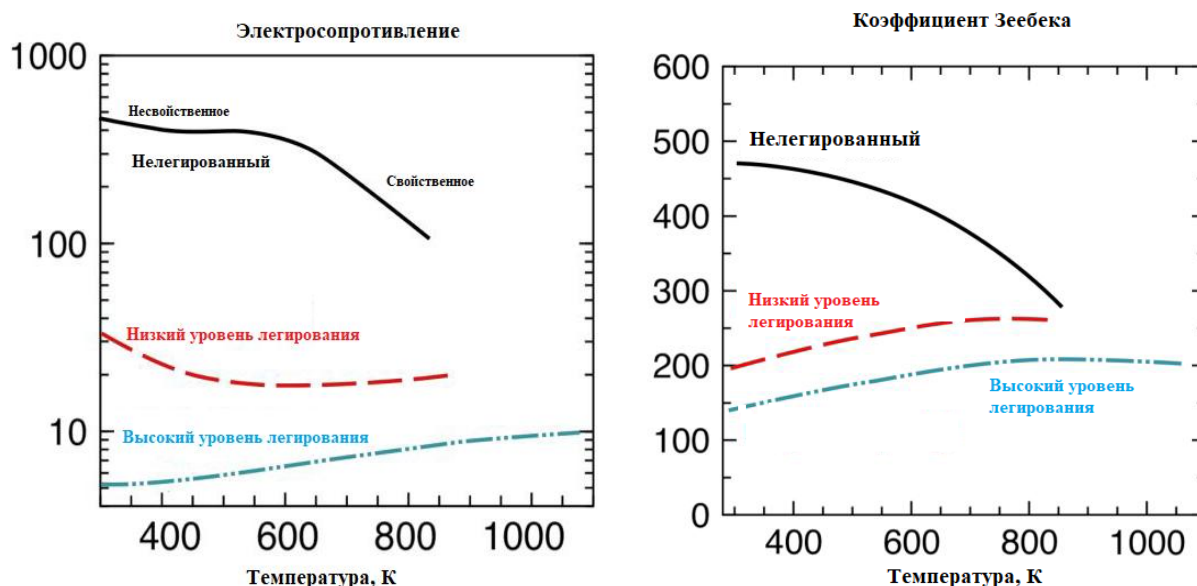 Электросопротивление
1000
100
10
Несвойственное
Нелегированный
Свойственное
Низкий уровень легирования
Высокий уровень легирования
400 600 800 1000
Температура, К
Коэффициент Зеебека
600
500
400
300
200
100
0
Нелегированный
Низкий уровень
легирования
Высокий уровень
легирования
400 600 800 1000
Температура, К